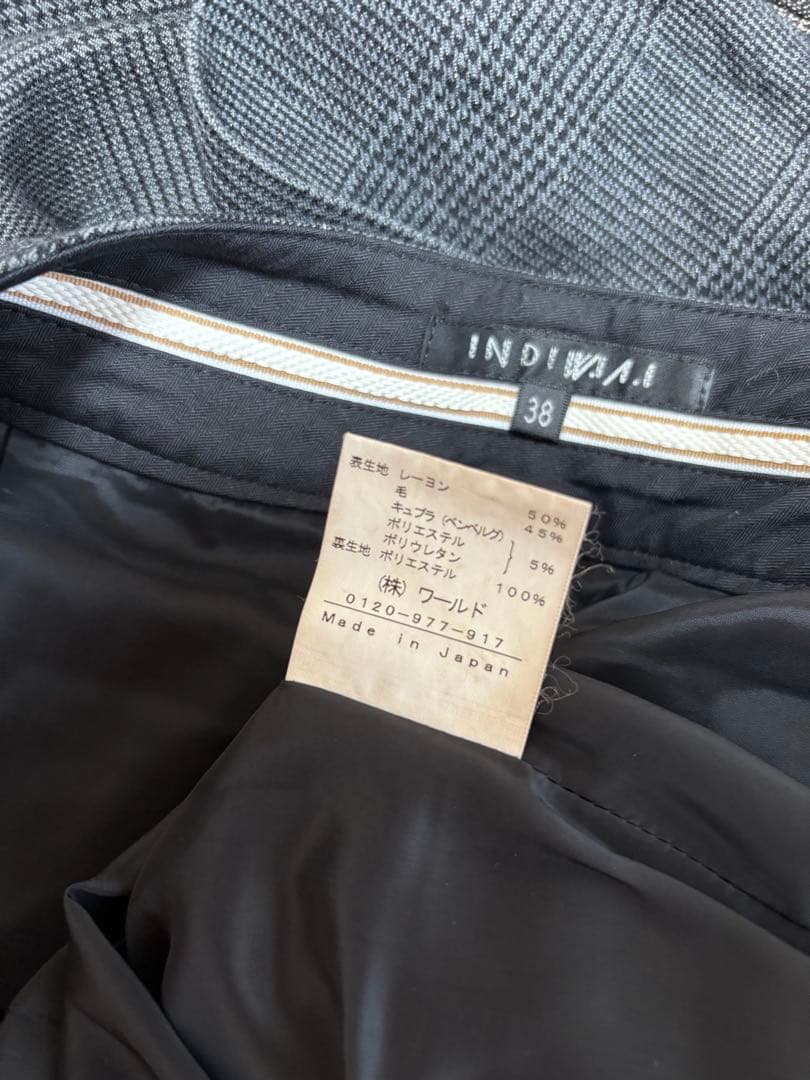 38
表生地 レーヨン 50%
毛 45%
キュプラ(ベンベルグ)
ポリエステル } 5%
ポリウレタン
裏生地 ポリエステル 100%
(株) ワールド
0120-977-917
Made in Japan